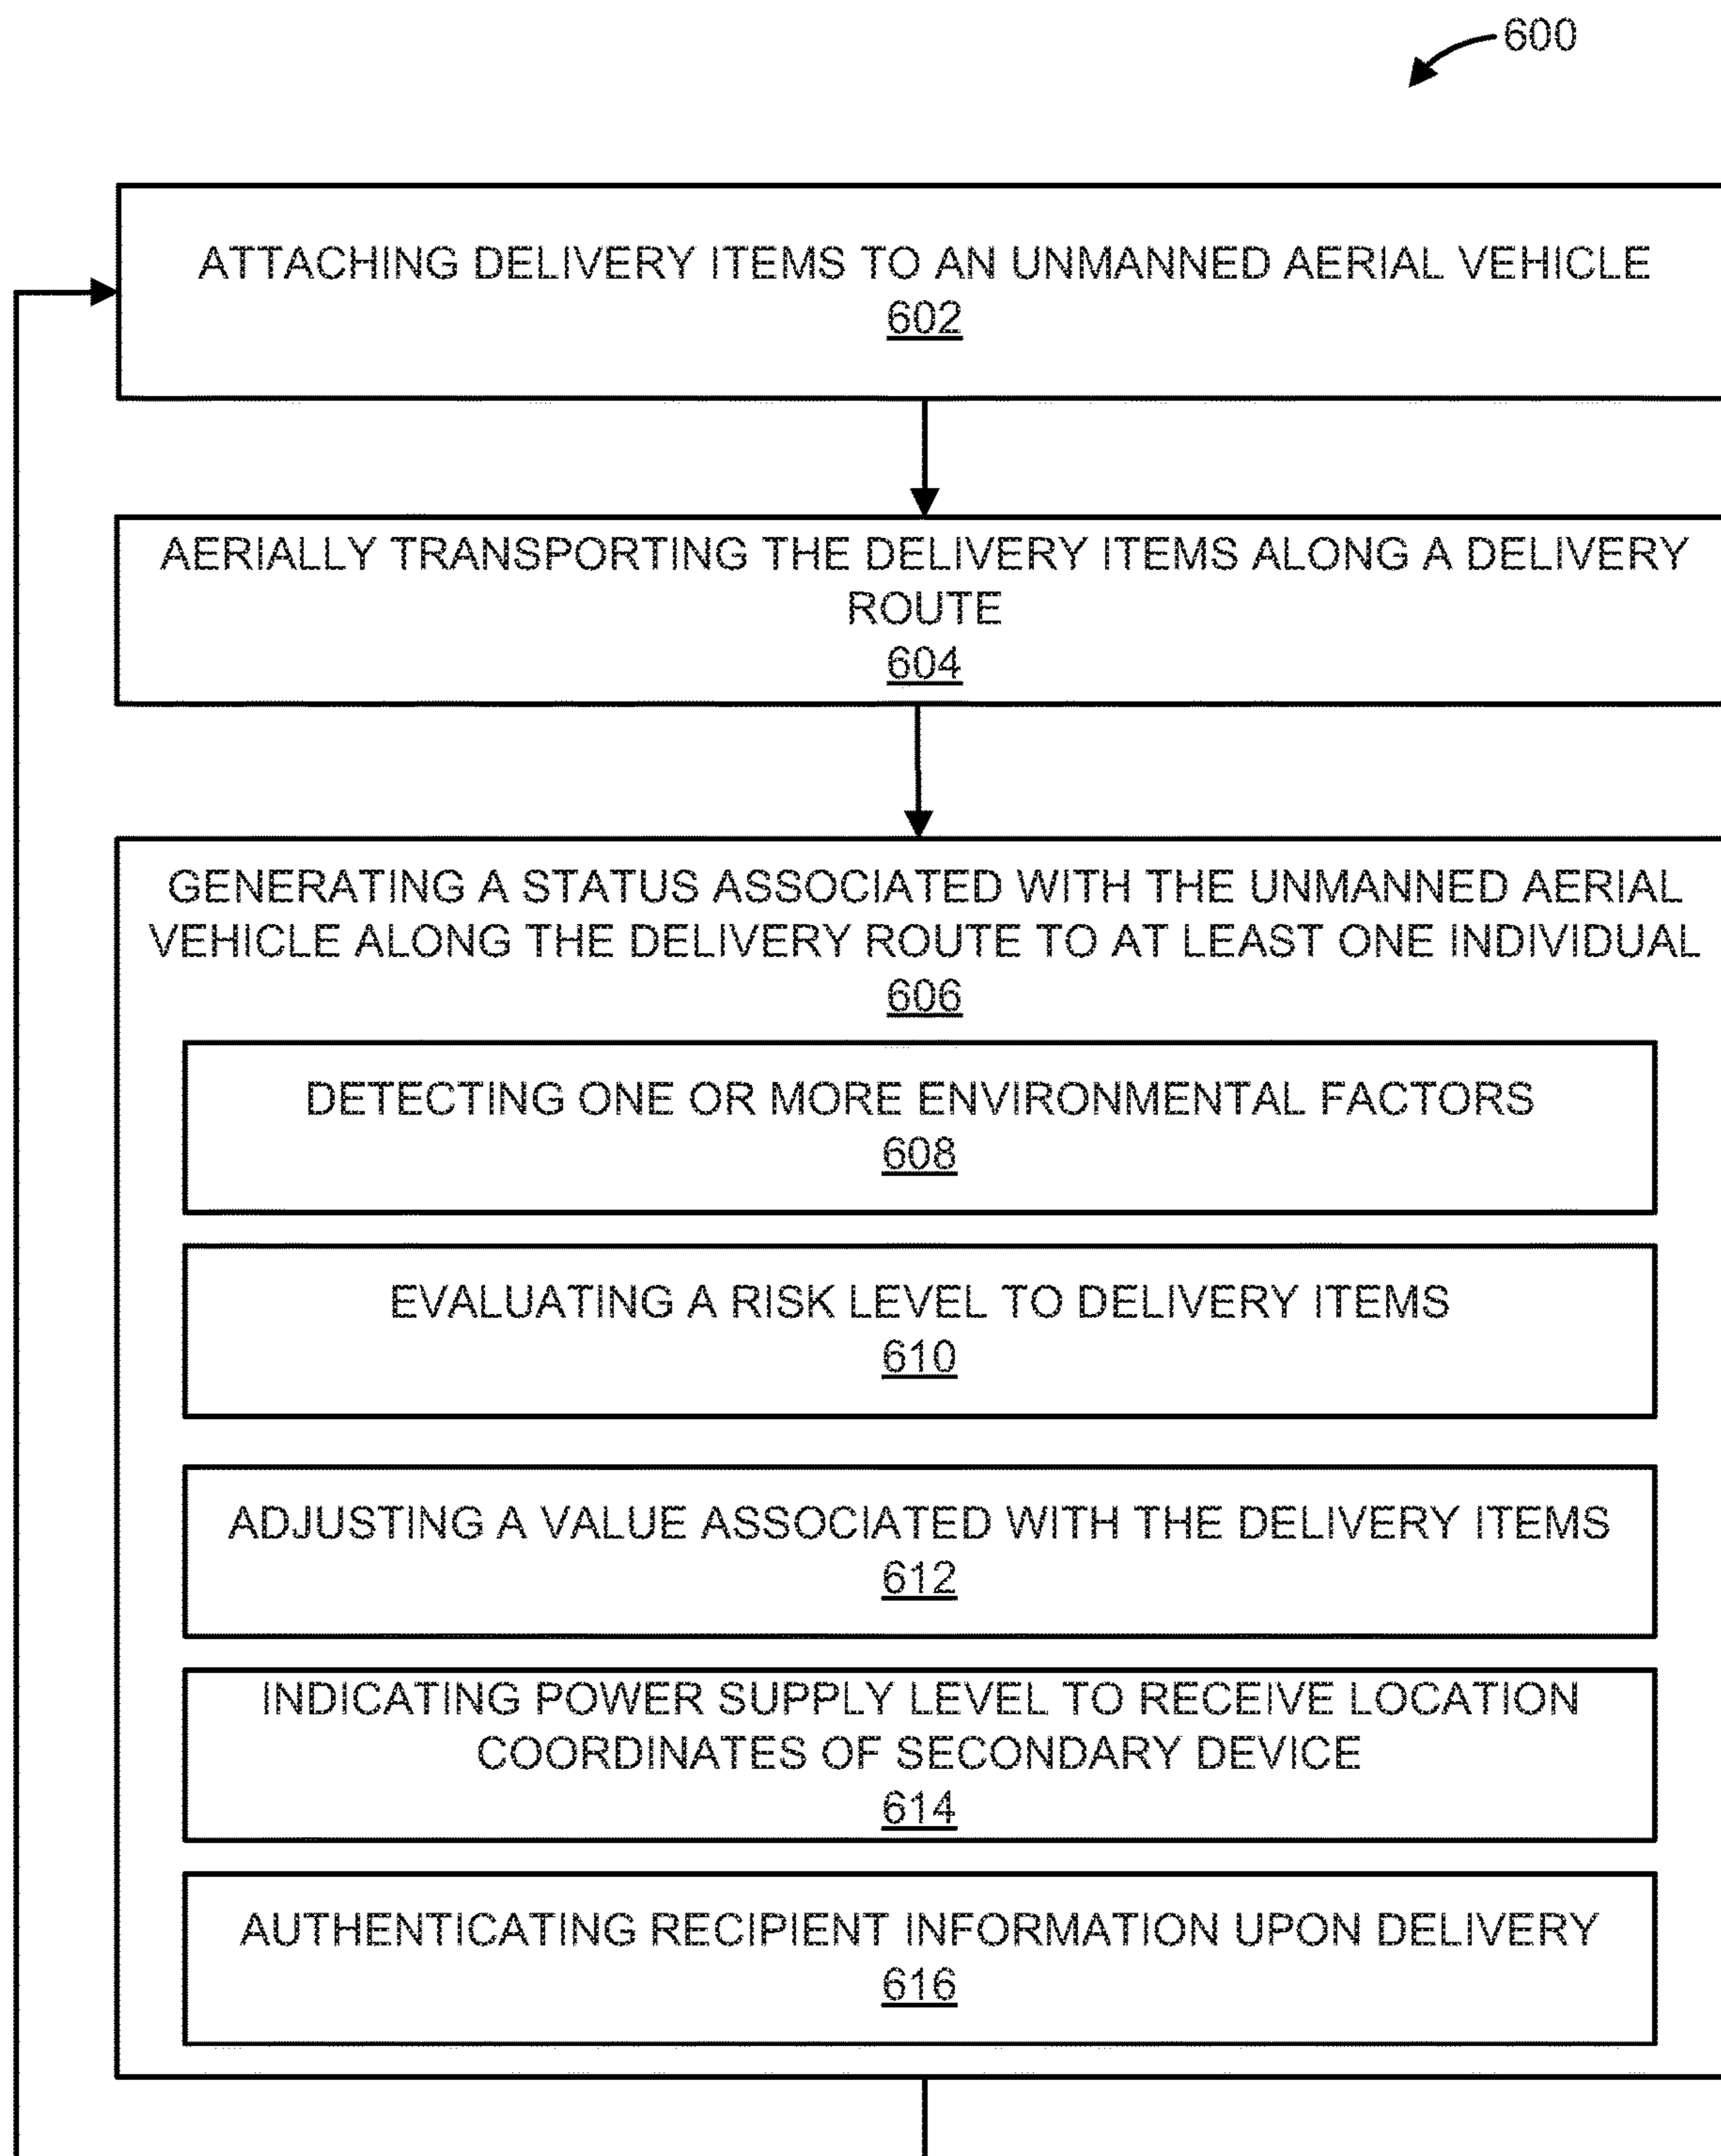 600
ATTACHING DELIVERY ITEMS TO AN UNMANNED AERIAL VEHICLE
602
AERIALLY TRANSPORTING THE DELIVERY ITEMS ALONG A DELIVERY
ROUTE
604
GENERATING A STATUS ASSOCIATED WITH THE UNMANNED AERIAL
VEHICLE ALONG THE DELIVERY ROUTE TO AT LEAST ONE INDIVIDUAL
606
DETECTING ONE OR MORE ENVIRONMENTAL FACTORS
608
EVALUATING A RISK LEVEL TO DELIVERY ITEMS
610
ADJUSTING A VALUE ASSOCIATED WITH THE DELIVERY ITEMS
612
INDICATING POWER SUPPLY LEVEL TO RECEIVE LOCATION
COORDINATES OF SECONDARY DEVICE
614
AUTHENTICATING RECIPIENT INFORMATION UPON DELIVERY
616